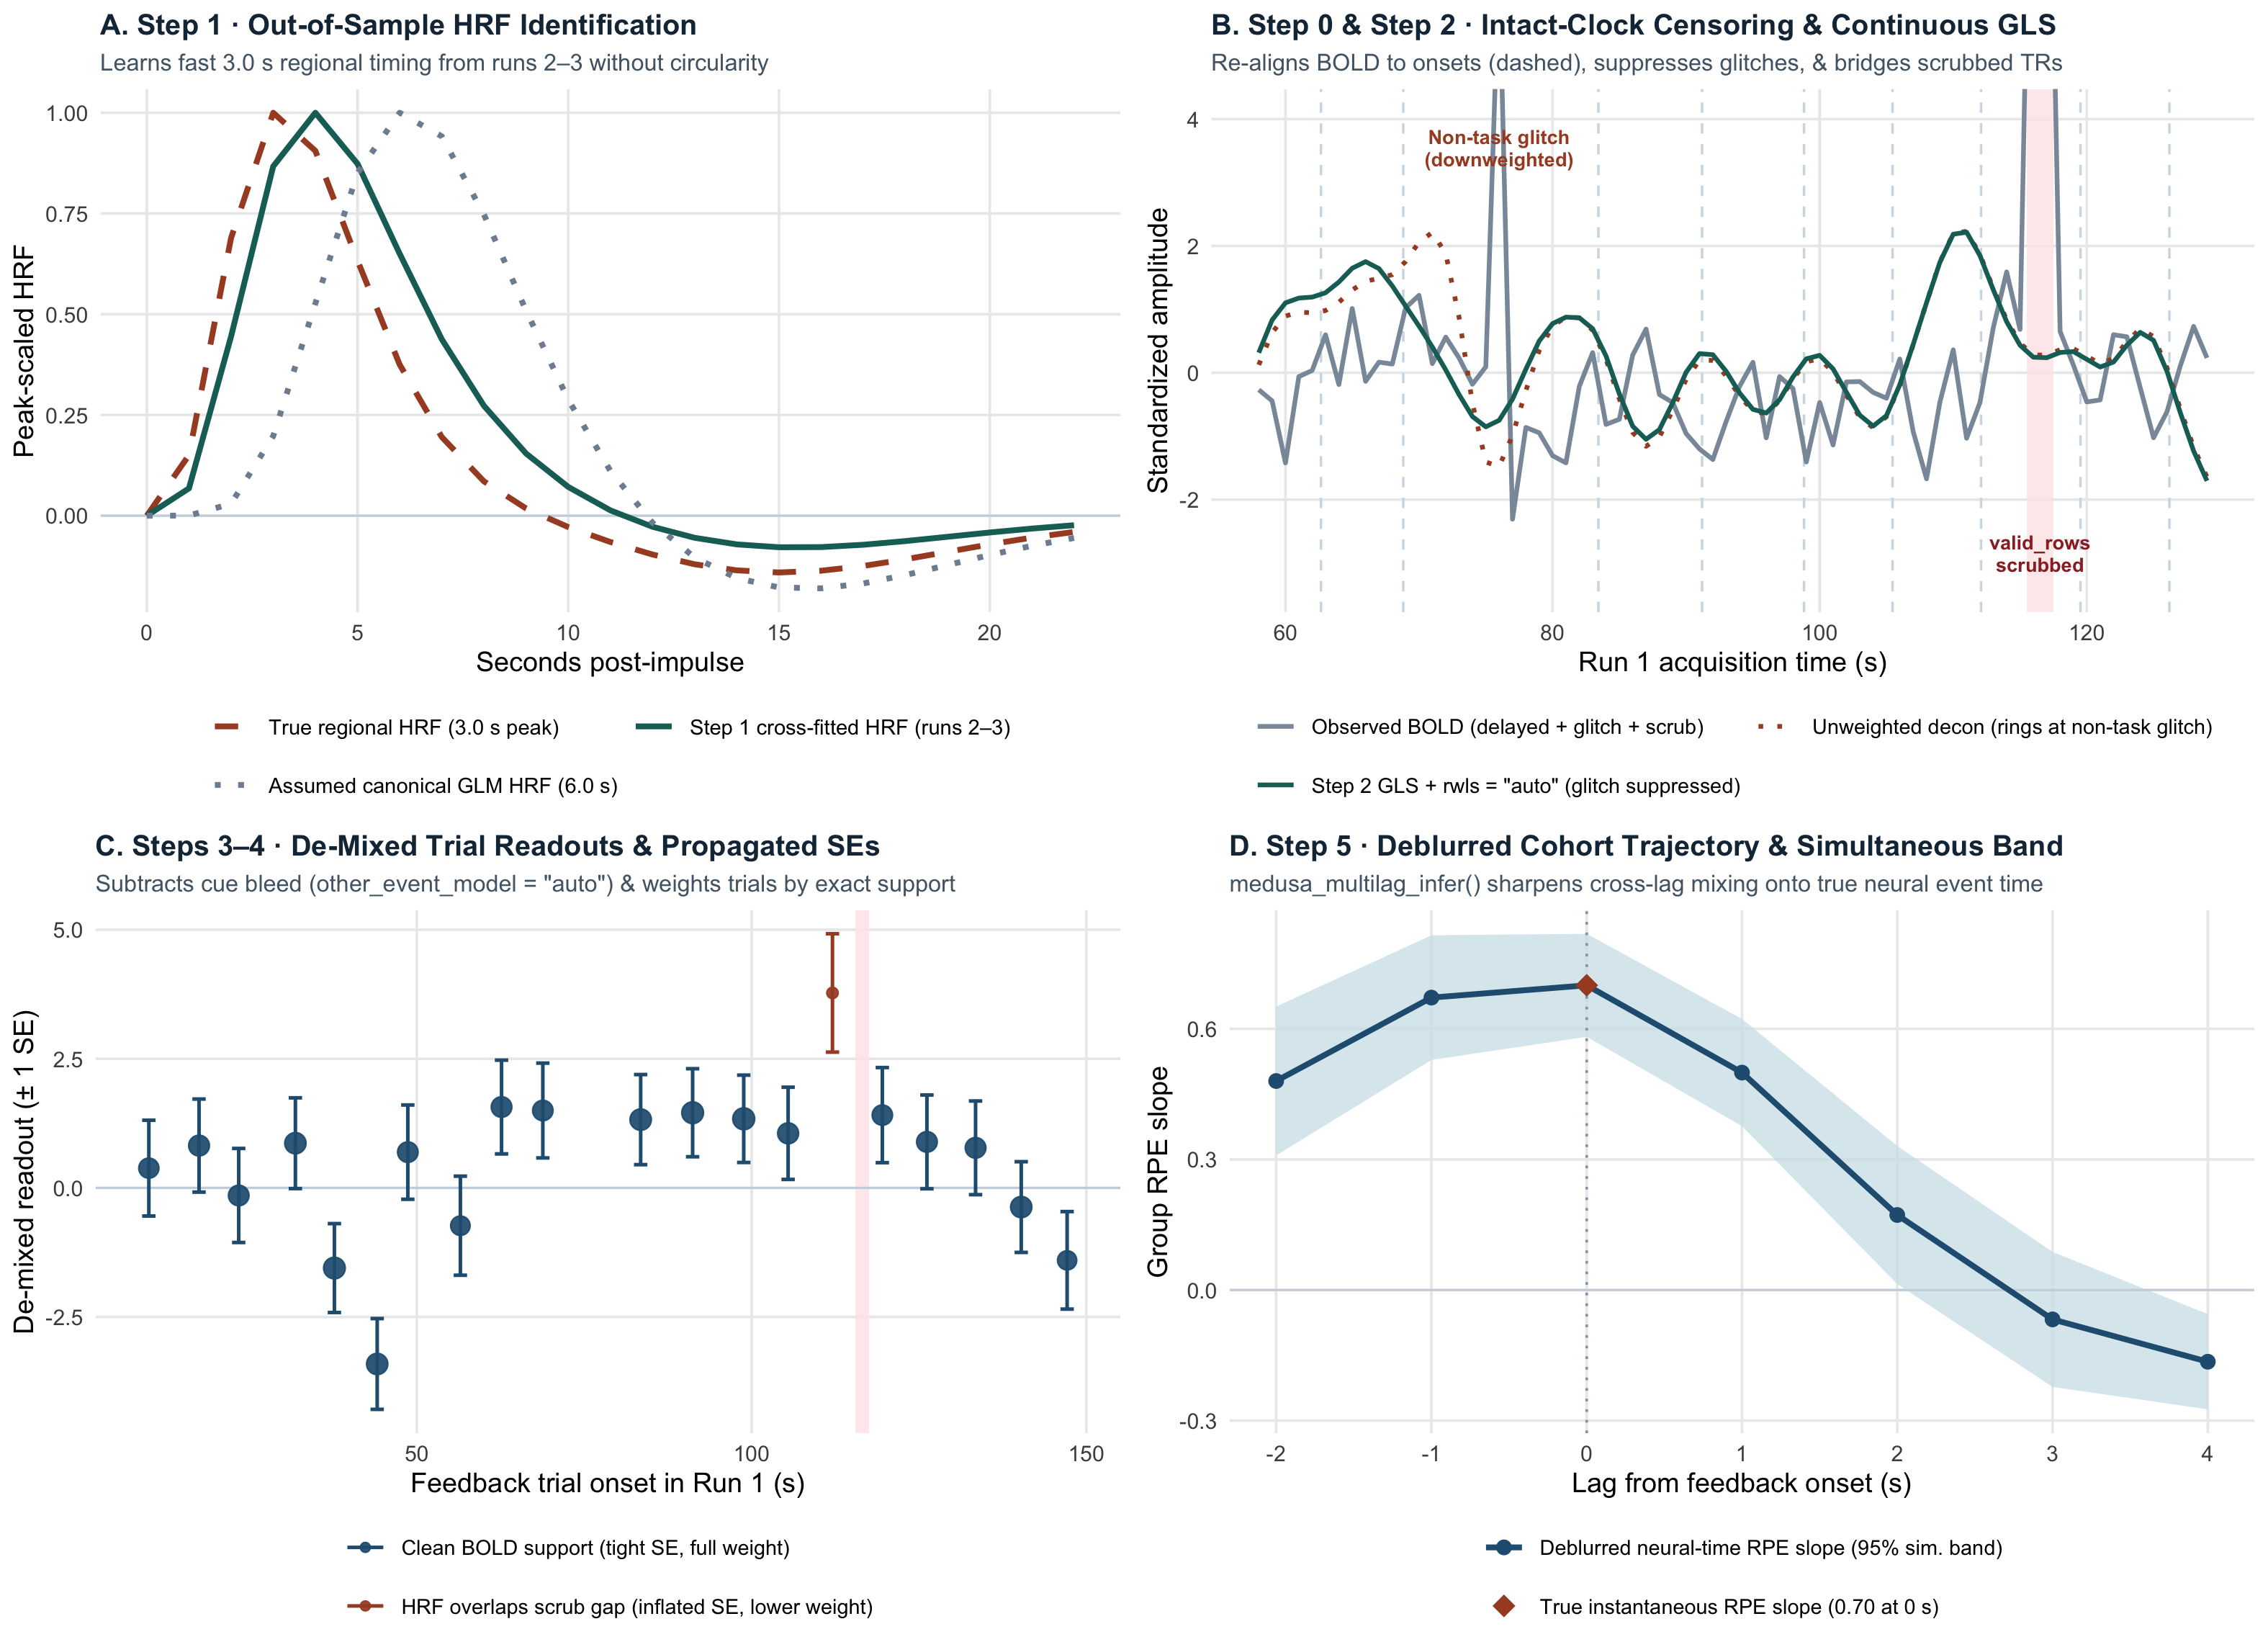 A. Step 1 · Out-of-Sample HRF Identification
Learns fast 3.0 s regional timing from runs 2–3 without circularity
1.00
0.75
0.50
0.25
0.00
Peak-scaled HRF
0
5
10
15
20
Seconds post-impulse
True regional HRF (3.0 s peak)
Step 1 cross-fitted HRF (runs 2–3)
Assumed canonical GLM HRF (6.0 s)
B. Step 0 & Step 2 · Intact-Clock Censoring & Continuous GLS
Re-aligns BOLD to onsets (dashed), suppresses glitches, & bridges scrubbed TRs
4
2
0
-2
Standardized amplitude
Non-task glitch
(downweighted)
valid_rows
scrubbed
60
80
100
120
Run 1 acquisition time (s)
Observed BOLD (delayed + glitch + scrub)
Unweighted decon (rings at non-task glitch)
Step 2 GLS + rwls = "auto" (glitch suppressed)
C. Steps 3–4 · De-Mixed Trial Readouts & Propagated SEs
Subtracts cue bleed (other_event_model = "auto") & weights trials by exact support
5.0
2.5
0.0
-2.5
De-mixed readout (± 1 SE)
50
100
150
Feedback trial onset in Run 1 (s)
Clean BOLD support (tight SE, full weight)
HRF overlaps scrub gap (inflated SE, lower weight)
D. Step 5 · Deblurred Cohort Trajectory & Simultaneous Band
medusa_multilag_infer() sharpens cross-lag mixing onto true neural event time
0.6
0.3
0.0
-0.3
Group RPE slope
-2
-1
0
1
2
3
4
Lag from feedback onset (s)
Deblurred neural-time RPE slope (95% sim. band)
True instantaneous RPE slope (0.70 at 0 s)